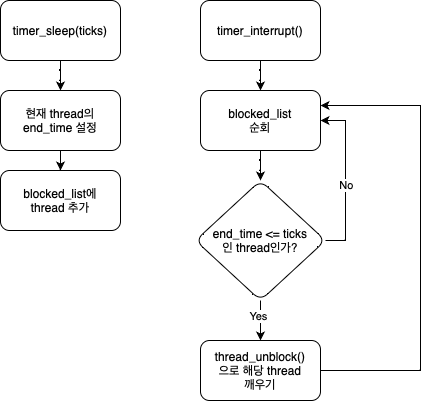 timer_sleep(ticks)
현재 thread의
end_time 설정
blocked_list에
thread 추가
timer_interrupt()
blocked_list
순회
No
end_time <= ticks
인 thread인가?
Yes
thread_unblock()
으로 해당 thread
깨우기